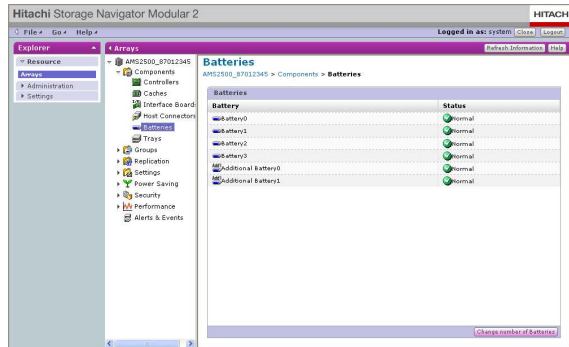 Hitachi Storage Navigator Modular 2
HITACH
File Go Help
Logged in as: system Close Logout
Explorer
Arrays
Refresh Information Help
Resource
Arrays
Administration
Settings
AMS2500_87012345
Components
Controllers
Caches
Interface Boards
Host Connectors
Batteries
Trays
Groups
Replication
Settings
Power Saving
Security
Performance
Alerts & Events
Batteries
AMS2500_87012345 > Components > Batteries
Batteries
Battery Status
Battery0 Normal
Battery1 Normal
Battery2 Normal
Battery3 Normal
Additional Battery0 Normal
Additional Battery1 Normal
Change number of Batteries